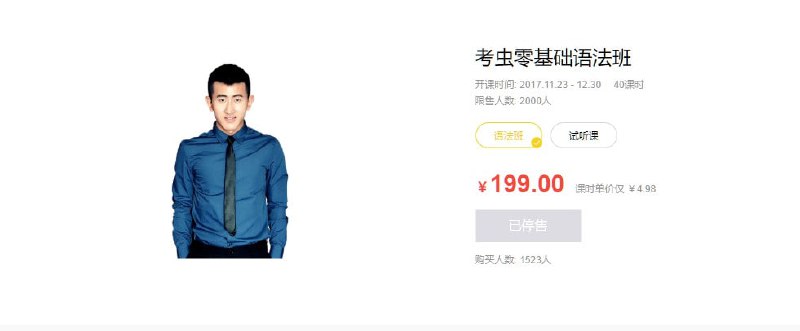 考虫零基础语法班
开课时间: 2017.11.23 - 12.30 40课时
限售人数: 2000人
语法班 试听课
￥199.00 课时单价仅 ￥4.98
已停售
购买人数: 1523人